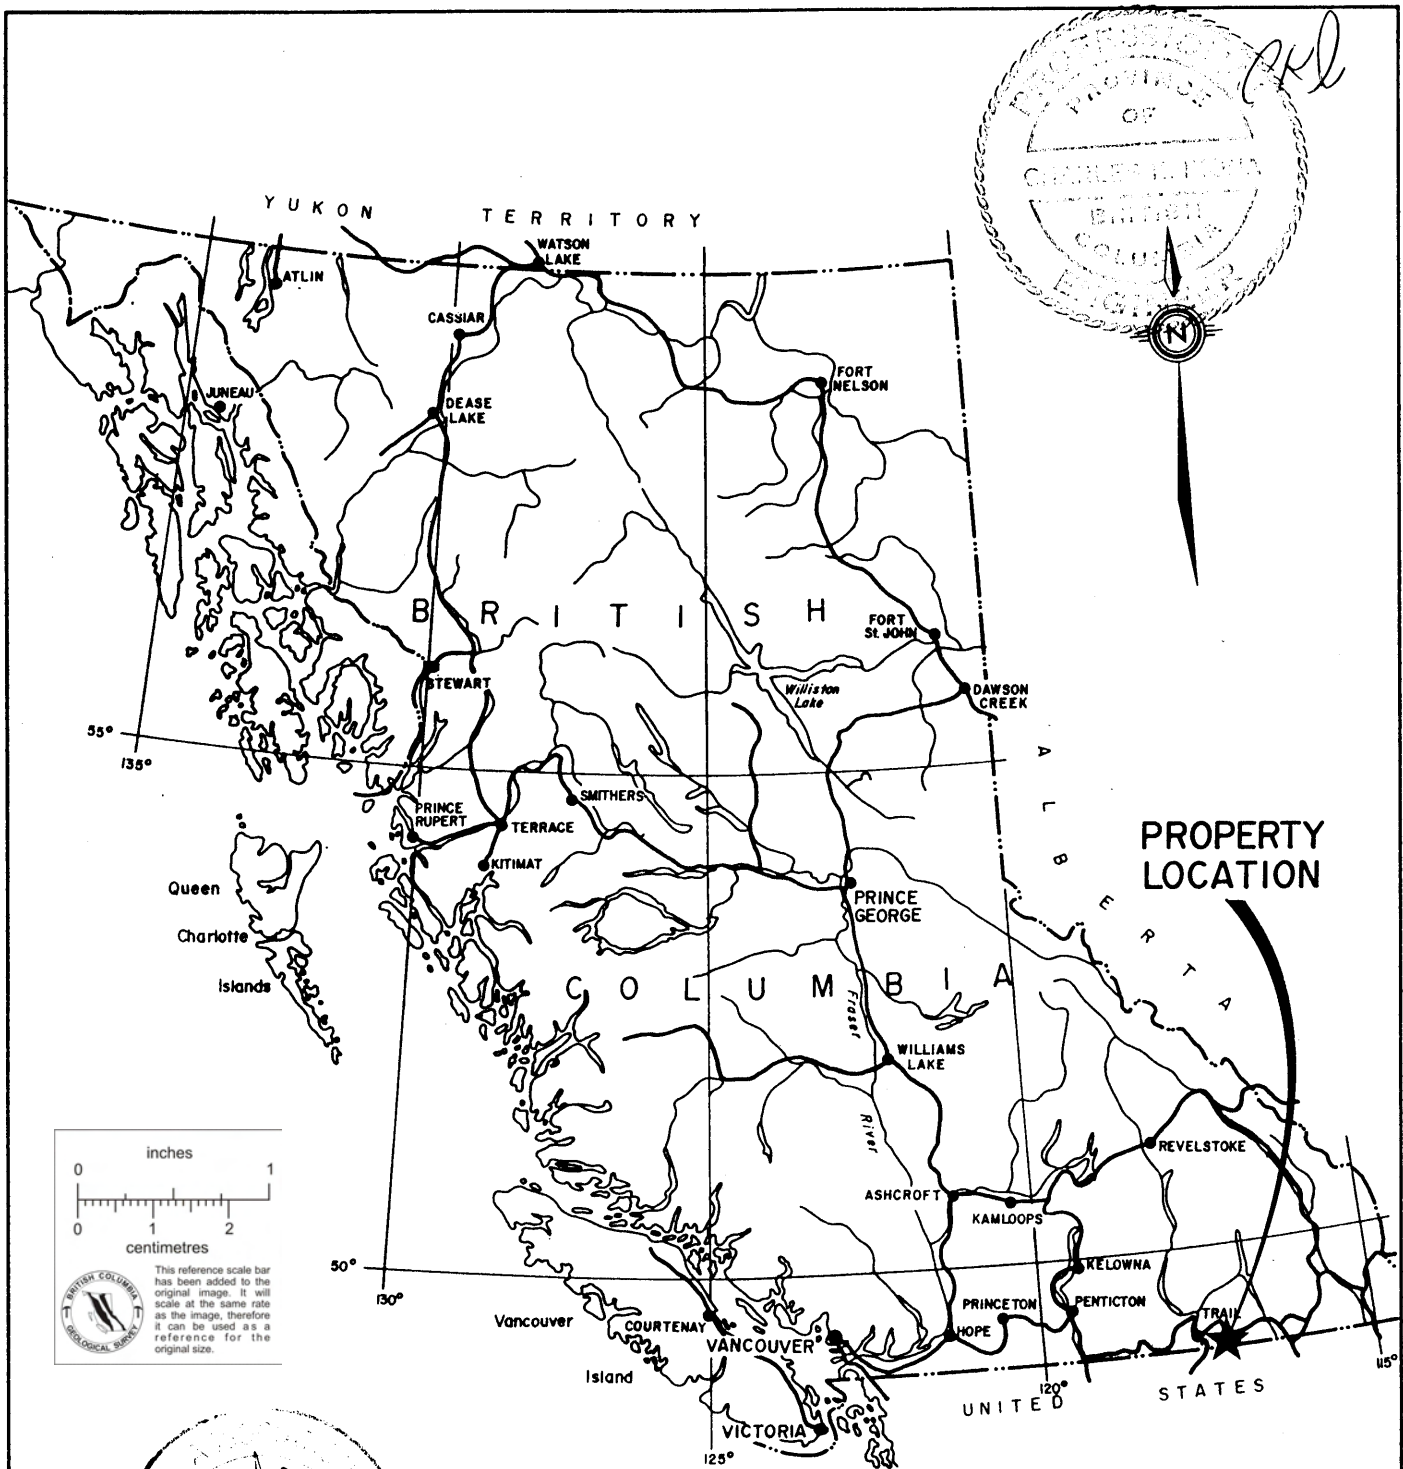 PROVINCE
OF
BRITISH
COLUMBIA
YUKON TERRITORY
WATSON
LAKE
ATLIN
CASSIAR
FORT
NELSON
JUNEAU
DEASE
LAKE
N
BRITISH
FORT
St. JOHN
STEWART
Williston
Lake
DAWSON
CREEK
55°
135°
ALBERTA
PRINCE
RUPERT
SMITHERS
TERRACE
KITIMAT
PROPERTY
LOCATION
Queen
Charlotte
Islands
PRINCE
GEORGE
COLUMBIA
Fraser
River
WILLIAMS
LAKE
REVELSTOKE
ASHCROFT
KAMLOOPS
inches
0 1
0 1 2
centimetres
BRITISH COLUMBIA
GEOLOGICAL SURVEY
This reference scale bar
has been added to the
original image. It will
scale at the same rate
as the image, therefore
it can be used as a
reference for the
original size.
50°
130°
KELOWNA
PRINCETON
PENTICTON
TRAIL
Vancouver
Island
COURTENAY
VANCOUVER
HOPE
VICTORIA
125°
120°
115°
UNITED STATES